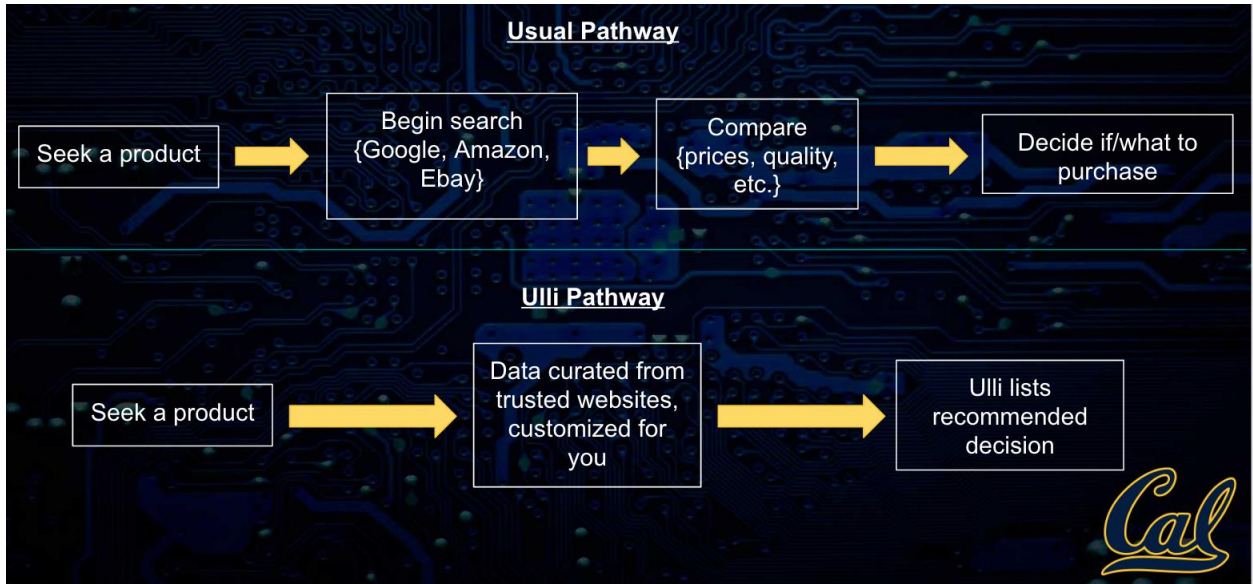 Usual Pathway
Seek a product
Begin search
{Google, Amazon,
Ebay}
Compare
{prices, quality,
etc.}
Decide if/what to
purchase
Ulli Pathway
Seek a product
Data curated from
trusted websites,
customized for
you
Ulli lists
recommended
decision
Cal